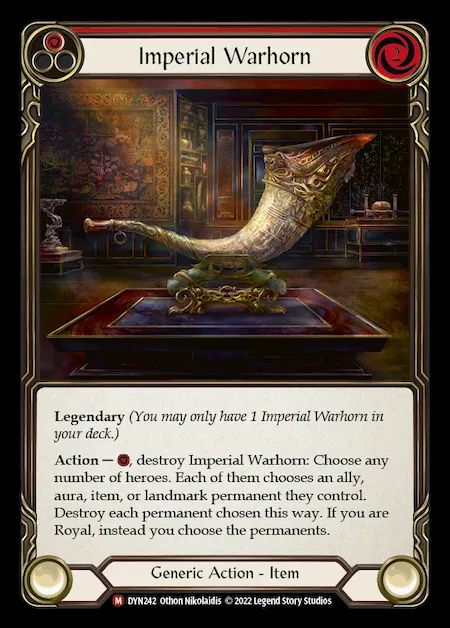 Imperial Warhorn
2
Legendary (You may only have 1 Imperial Warhorn in
your deck.)
Action — , destroy Imperial Warhorn: Choose any
number of heroes. Each of them chooses an ally,
aura, item, or landmark permanent they control.
Destroy each permanent chosen this way. If you are
Royal, instead you choose the permanents.
Generic Action - Item
M DYN242 Othon Nikolaidis © 2022 Legend Story Studios